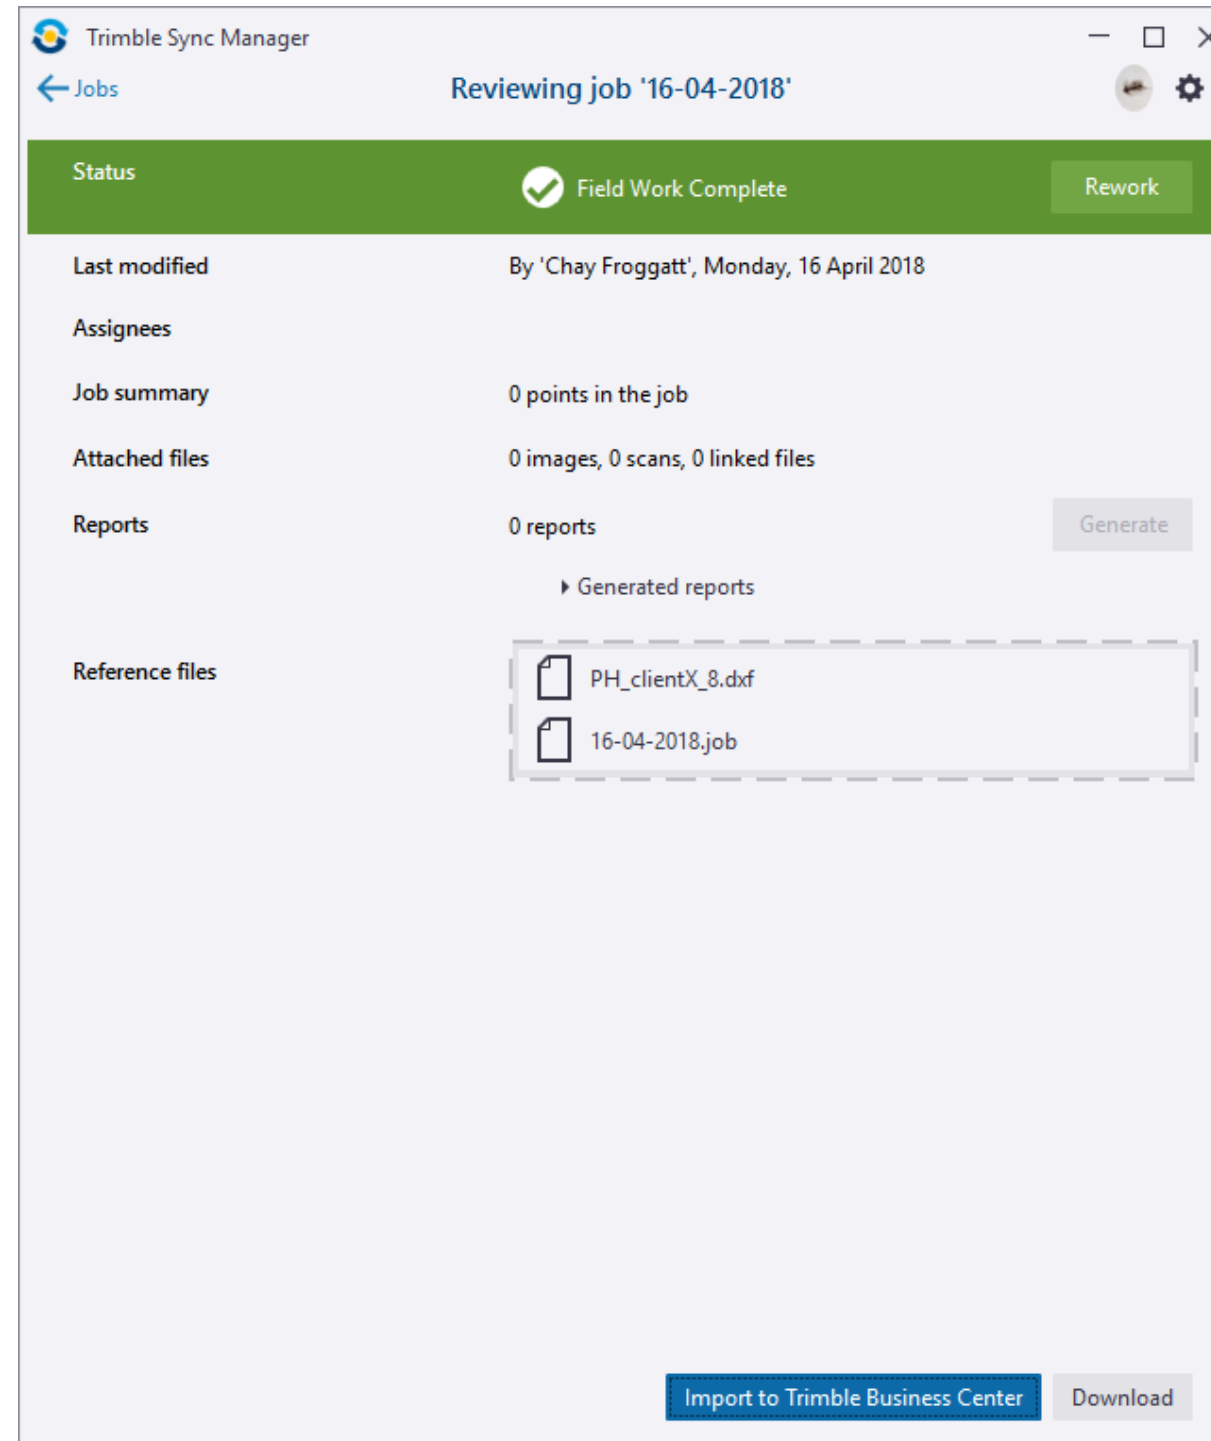 Trimble Sync Manager
Jobs
Reviewing job '16-04-2018'
Status
Field Work Complete
Rework
Last modified
By 'Chay Froggatt', Monday, 16 April 2018
Assignees
Job summary
0 points in the job
Attached files
0 images, 0 scans, 0 linked files
Reports
0 reports
Generate
Generated reports
Reference files
PH_clientX_8.dxf
16-04-2018.job
Import to Trimble Business Center
Download